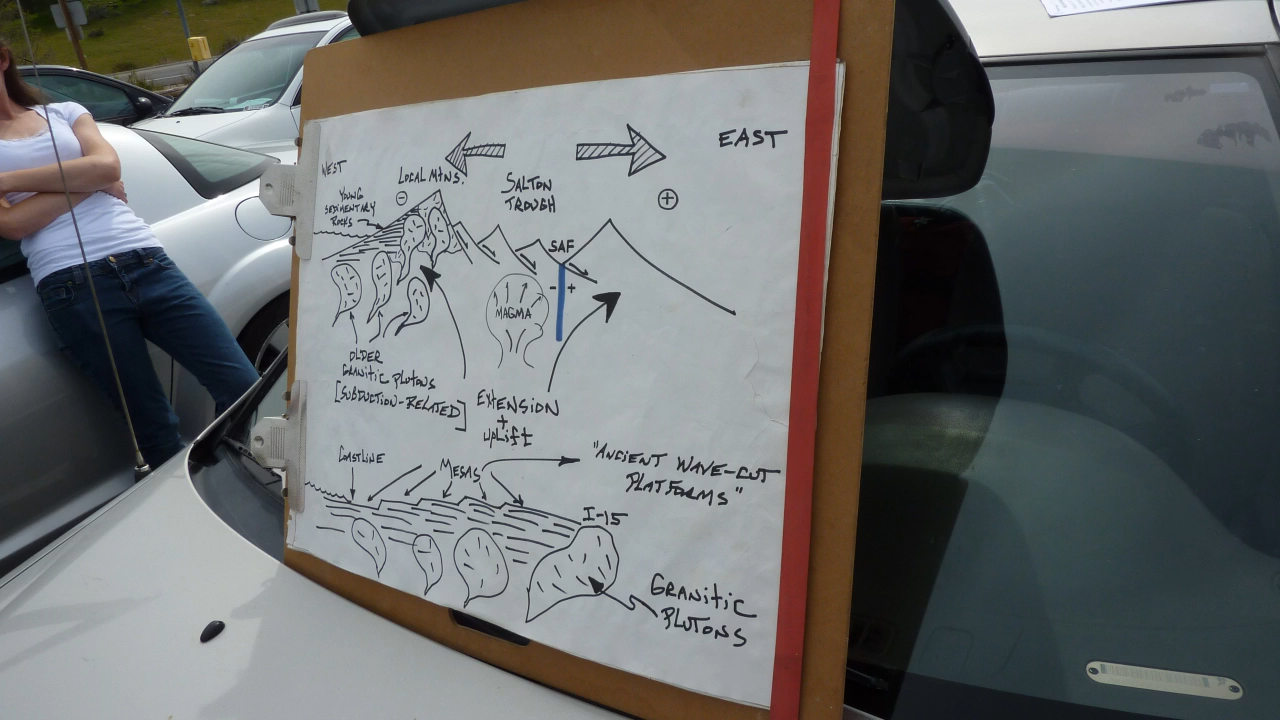 EAST
WEST
LOCAL MTNS.
SALTON
TROUGH
YOUNG
SEDIMENTARY
ROCKS
SAF
- +
MAGMA
OLDER
GRANITIC PLUTONS
[SUBDUCTION-RELATED]
EXTENSION
+
UPLIFT
COASTLINE
MESAS
"ANCIENT WAVE-CUT
PLATFORMS"
I-15
GRANITIC
PLUTONS